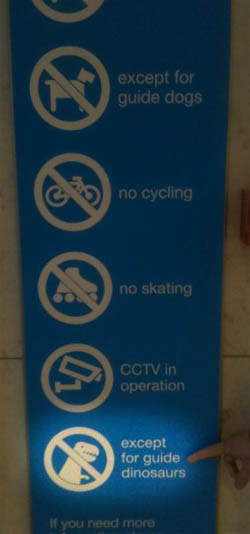 except for
guide dogs
no cycling
no skating
CCTV in
operation
except
for guide
dinosaurs
If you need more